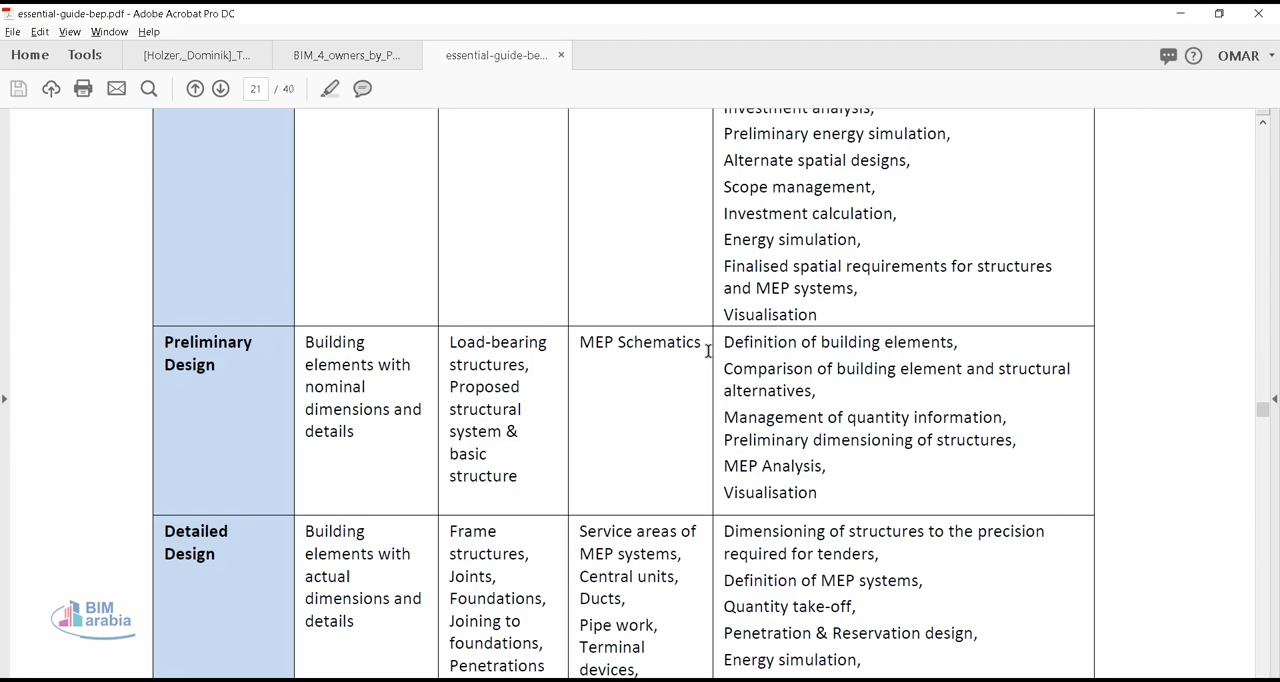 essential-guide-bep.pdf - Adobe Acrobat Pro DC
File Edit View Window Help
Home Tools [Holzer,_Dominik]_T... BIM_4_owners_by_P... essential-guide-be... ×
OMAR
21 / 40
Investment analysis,
Preliminary energy simulation,
Alternate spatial designs,
Scope management,
Investment calculation,
Energy simulation,
Finalised spatial requirements for structures
and MEP systems,
Visualisation
Preliminary
Design
Building
elements with
nominal
dimensions and
details
Load-bearing
structures,
Proposed
structural
system &
basic
structure
MEP Schematics
Definition of building elements,
Comparison of building element and structural
alternatives,
Management of quantity information,
Preliminary dimensioning of structures,
MEP Analysis,
Visualisation
Detailed
Design
Building
elements with
actual
dimensions and
details
Frame
structures,
Joints,
Foundations,
Joining to
foundations,
Penetrations
Service areas of
MEP systems,
Central units,
Ducts,
Pipe work,
Terminal
devices,
Dimensioning of structures to the precision
required for tenders,
Definition of MEP systems,
Quantity take-off,
Penetration & Reservation design,
Energy simulation,
BIM
arabia